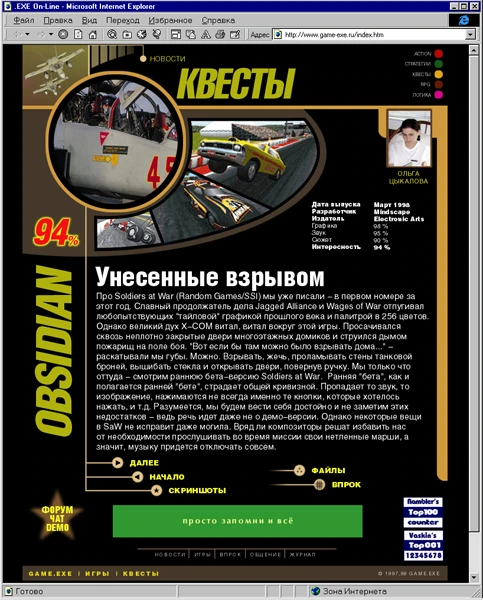 .EXE On-Line - Internet Explorer
Файл Правка Вид Переход Избранное Справка
Адрес http://www.game-exe.ru/index.htm
НОВОСТИ
КВЕСТЫ
ACTION
СТРАТЕГИИ
КВЕСТЫ
RPG
ЛОГИКА
ОЛЬГА
ЦЫКАЛОВА
Дата выпуска Март 1998
Разработчик Mindscape
Издатель Electronic Arts
Графика 98 %
Звук 95 %
Сюжет 90 %
Интересность 94 %
94%
OBSIDIAN
Унесенные взрывом
Про Soldiers at War (Random Games/SSI) мы уже писали – в первом номере за
этот год. Славный продолжатель дела Jagged Alliance и Wages of War отпугивал
любопытствующих "тайловой" графикой прошлого века и палитрой в 256 цветов.
Однако великий дух X-COM витал, витал вокруг этой игры. Просачивался
сквозь неплотно закрытые двери многоэтажных домиков и струился дымом
пожарищ на поле боя. "Вот если бы там можно было взрывать дома..." –
раскатывали мы губы. Можно. Взрывать, жечь, проламывать стены танковой
броней, вышибать стекла и открывать двери, повернув ручку. Мы только что
оттуда – смотрим раннюю бета-версию Soldiers at War. Ранняя "бета", как и
полагается ранней "бете", страдает общей кривизной. Пропадает то звук, то
изображение, нажимаются не всегда именно те кнопки, которые хотелось
нажать, и т.д. Разумеется, мы будем вести себя достойно и не заметим этих
недостатков – ведь речь идет даже не о демо-версии. Однако некоторые вещи
в SaW не исправит даже могила. Вряд ли композиторы решат избавить нас
от необходимости прослушивать во время миссии свои нетленные марши, а
значит, музыку придется отключать совсем.
ДАЛЕЕ
НАЧАЛО
СКРИНШОТЫ
ФАЙЛЫ
ВПРОК
ФОРУМ
ЧАТ
DEMO
просто запомни и всё
Rambler's
Top100
counter
Vaskia's
Top001
12345678
НОВОСТИ | ИГРЫ | ВПРОК | ОБЩЕНИЕ | ЖУРНАЛ
GAME.EXE | ИГРЫ | КВЕСТЫ
© 1997,98 GAME.EXE
Готово
Зона Интернета